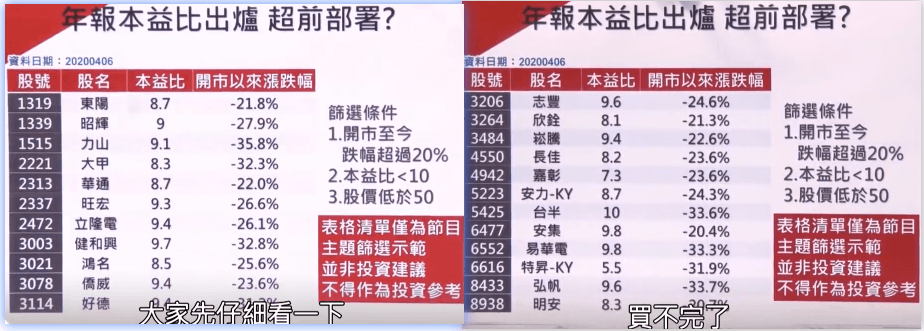 年報本益比出爐 超前部署?
資料日期：20200406
股號 股名 本益比 開市以來漲跌幅
1319 東陽 8.7 -21.8%
1339 昭輝 9 -27.9%
1515 力山 9.1 -35.8%
2221 大甲 8.3 -32.3%
2313 華通 8.7 -22.0%
2337 旺宏 9.3 -26.6%
2472 立隆電 9.4 -26.1%
3003 健和興 9.7 -32.8%
3021 鴻名 8.5 -25.6%
3078 僑威 9.4 -23.6%
3114 好德
篩選條件
1.開市至今
跌幅超過20%
2.本益比<10
3.股價低於50
表格清單僅為節目
主題篩選示範
並非投資建議
不得作為投資參考
大家先仔細看一下
年報本益比出爐 超前部署?
資料日期：20200406
股號 股名 本益比 開市以來漲跌幅
3206 志豐 9.6 -24.6%
3264 欣銓 8.1 -21.3%
3484 崧騰 9.4 -22.6%
4550 長佳 8.2 -23.6%
4942 嘉彰 7.3 -23.6%
5223 安力-KY 8.7 -24.3%
5425 台半 10 -33.6%
6477 安集 9.8 -20.4%
6552 易華電 9.8 -33.3%
6616 特昇-KY 5.5 -31.9%
8433 弘帆 9.6 -33.7%
8938 明安 8.3
篩選條件
1.開市至今
跌幅超過20%
2.本益比<10
3.股價低於50
表格清單僅為節目
主題篩選示範
並非投資建議
不得作為投資參考
買不完了